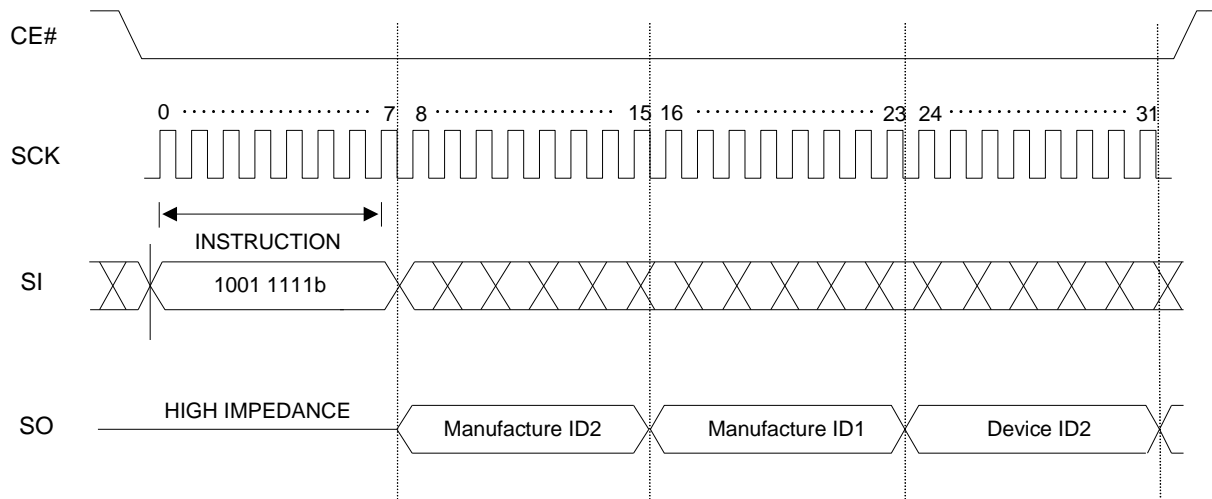 CE#
0 ........... 7 8 ............ 15 16 ............ 23 24 ............ 31
SCK
INSTRUCTION
SI 1001 1111b
HIGH IMPEDANCE
SO Manufacture ID2 Manufacture ID1 Device ID2